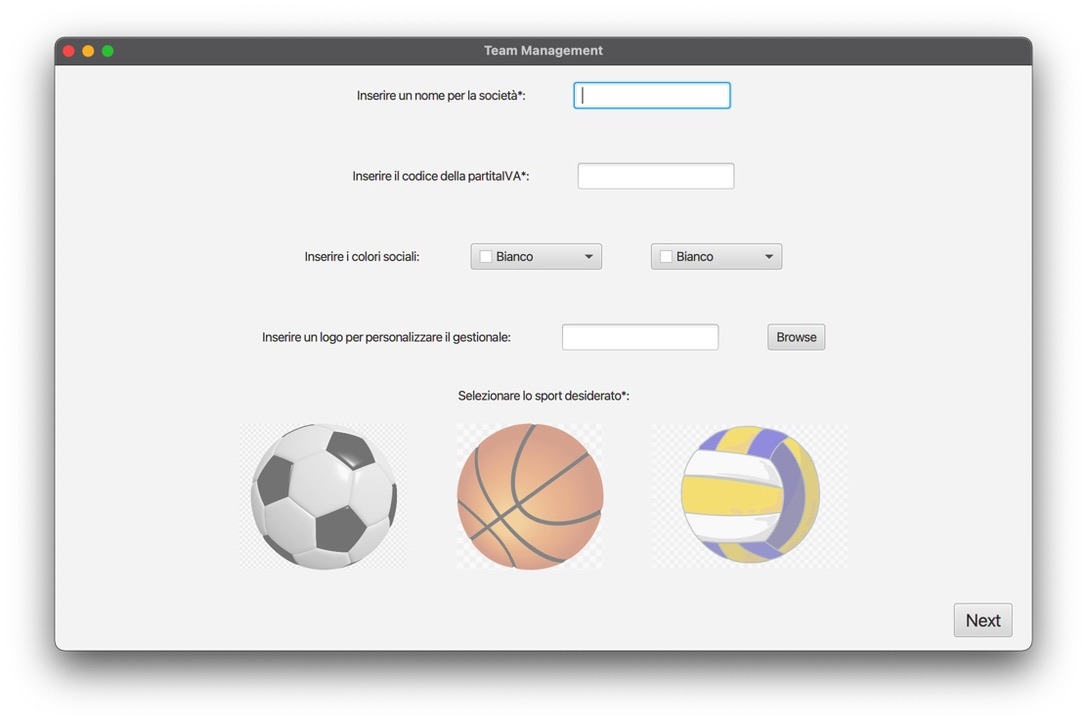 Team Management
Inserire un nome per la società*:
Inserire il codice della partitaIVA*:
Inserire i colori sociali: Bianco Bianco
Inserire un logo per personalizzare il gestionale: Browse
Selezionare lo sport desiderato*:
Next